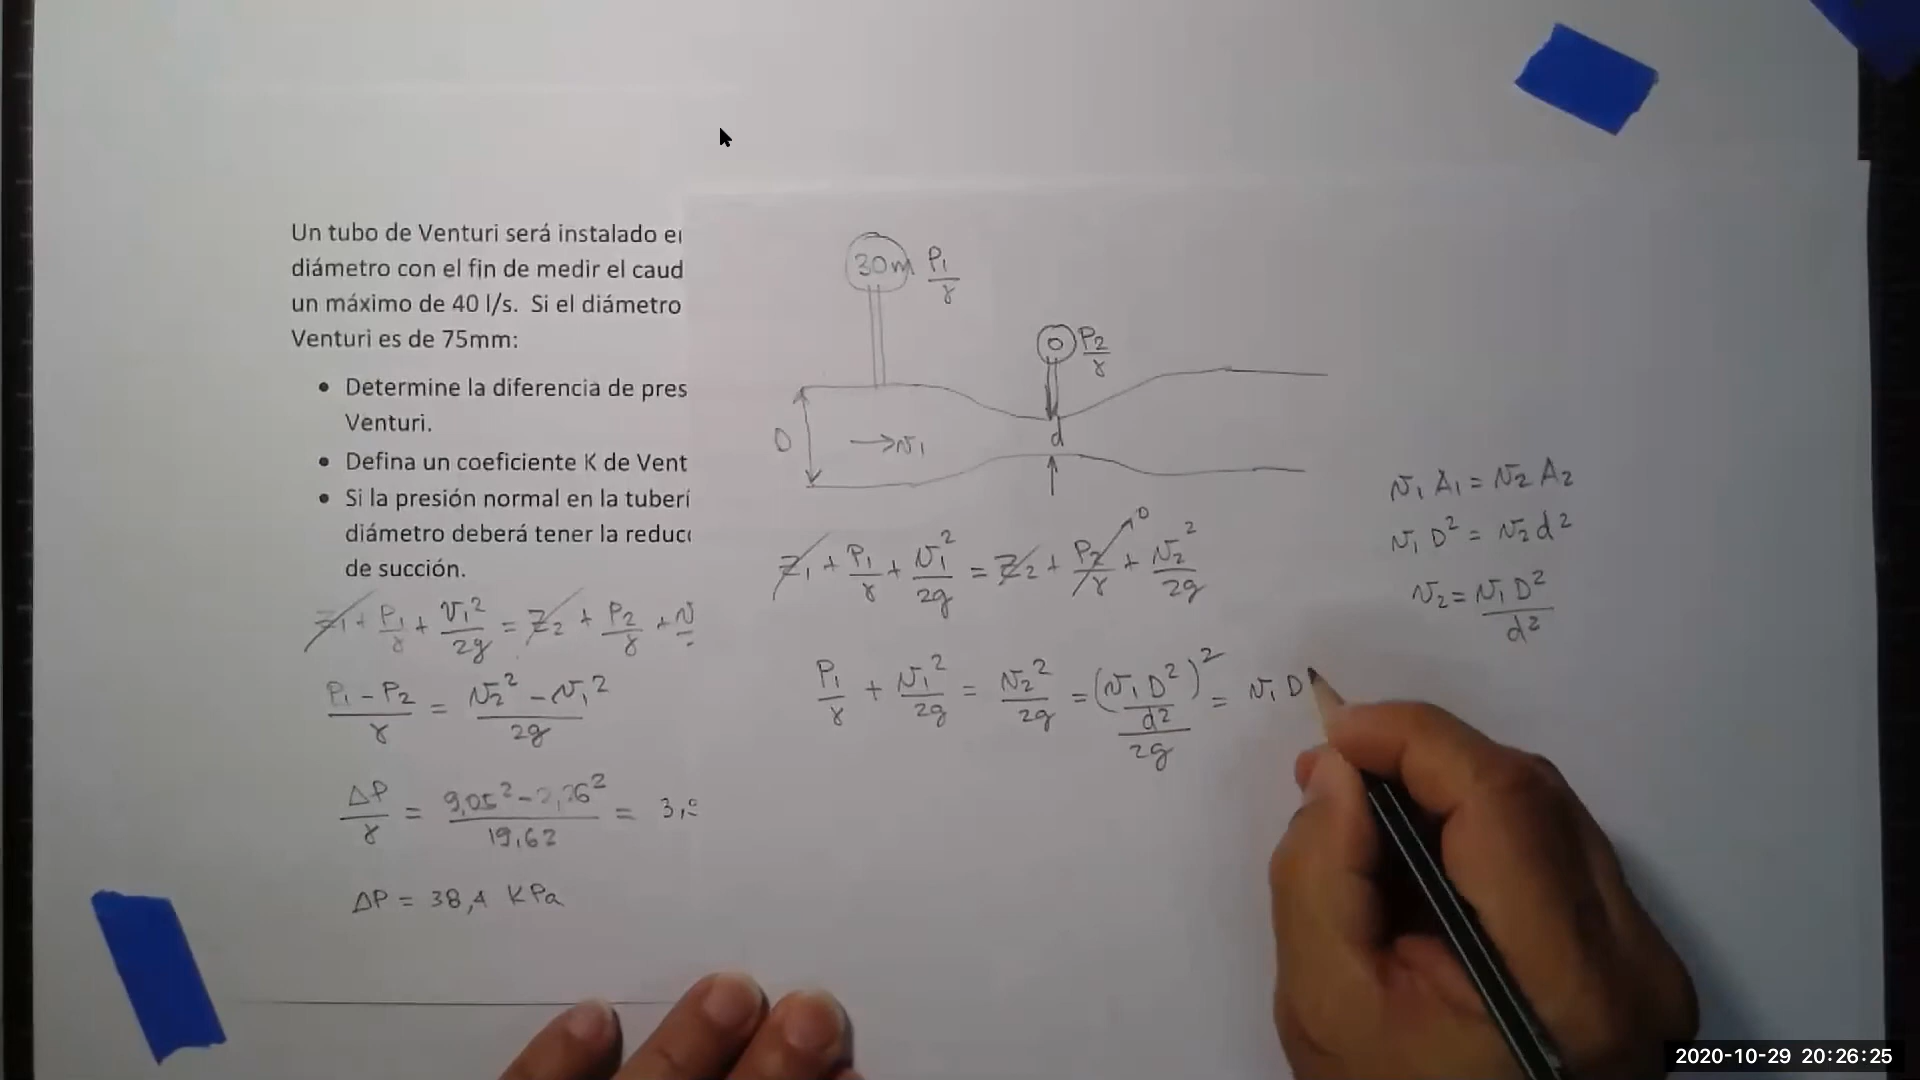 Un tubo de Venturi será instalado
diámetro con el fin de medir el caud
un máximo de 40 l/s. Si el diámetro
Venturi es de 75mm:
• Determine la diferencia de pres
Venturi.
• Defina un coeficiente K de Vent
• Si la presión normal en la tuberí
diámetro deberá tener la reduc
de succión.
Z₁ + P₁/γ + V₁²/2g = Z₂ + P₂/γ +
P₁ - P₂/γ = V₂² - V₁²/2g
ΔP/γ = /19,62 = 3,
ΔP = 38,4 KPa
30m P₁/γ
0 P₂/γ
D → V₁ d
Z₁ + P₁/γ + V₁²/2g = Z₂ + P₂/γ ↗0 + V₂²/2g
P₁/γ + V₁²/2g = V₂²/2g = (V₁ D²/d²)²/2g = V₁ D
V₁ A₁ = V₂ A₂
V₁ D² = V₂ d²
V₂ = V₁ D²/d²
2020-10-29 20:26:25